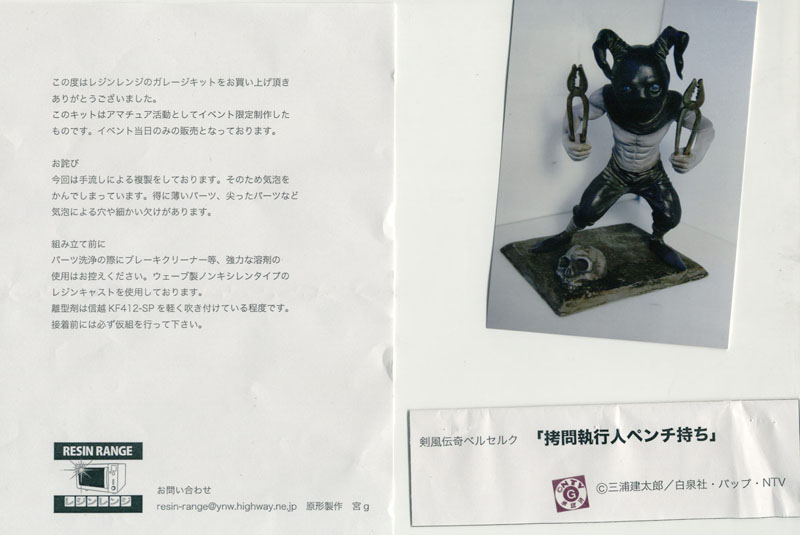 この度はレジンレンジのガレージキットをお買い上げ頂き
ありがとうございました。
このキットはアマチュア活動としてイベント限定制作した
ものです。イベント当日のみの販売となっております。
お詫び
今回は手流しによる複製をしております。そのため気泡を
かんでしまっています。得に薄いパーツ、尖ったパーツなど
気泡による穴や細かい欠けがあります。
組み立て前に
パーツ洗浄の際にブレーキクリーナー等、強力な溶剤の
使用はお控えください。ウェーブ製ノンキシレンタイプの
レジンキャストを使用しております。
離型剤は信越 KF412-SP を軽く吹き付けている程度です。
接着前には必ず仮組を行って下さい。
RESIN RANGE
レジンレンジ
お問い合わせ
resin-range@ynw.highway.ne.jp 原形製作 宮g
剣風伝奇ベルセルク 「拷問執行人ペンチ持ち」
CNTV
G
©三浦建太郎／白泉社・バップ・NTV